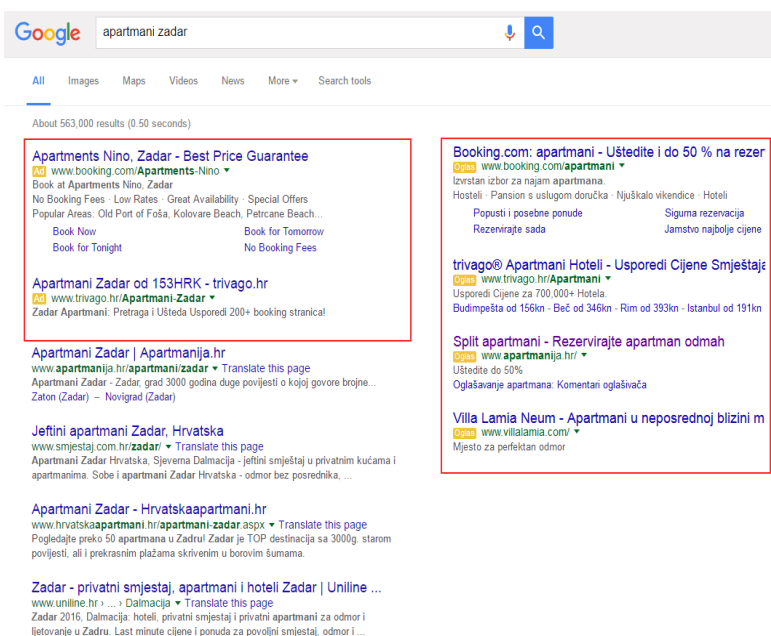 Google
apartmani zadar
All Images Maps Videos News More ▾ Search tools
About 563,000 results (0.50 seconds)
Apartments Nino, Zadar - Best Price Guarantee
Ad www.booking.com/Apartments-Nino ▾
Book at Apartments Nino, Zadar
No Booking Fees · Low Rates · Great Availability · Special Offers
Popular Areas: Old Port of Foša, Kolovare Beach, Petrcane Beach...
Book Now Book for Tomorrow
Book for Tonight No Booking Fees
Apartmani Zadar od 153HRK - trivago.hr
Ad www.trivago.hr/Apartmani-Zadar ▾
Zadar Apartmani: Pretraga i Ušteda Usporedi 200+ booking stranica!
Apartmani Zadar | Apartmanija.hr
www.apartmanija.hr/apartmani/zadar ▾ Translate this page
Apartmani Zadar - Zadar, grad 3000 godina duge povijesti o kojoj govore brojne...
Zaton (Zadar) – Novigrad (Zadar)
Jeftini apartmani Zadar, Hrvatska
www.smjestaj.com.hr/zadar/ ▾ Translate this page
Apartmani Zadar Hrvatska, Sjeverna Dalmacija - jeftini smještaj u privatnim kućama i
apartmanima. Sobe i apartmani Zadar Hrvatska - odmor bez posrednika, ...
Apartmani Zadar - Hrvatskaapartmani.hr
www.hrvatskaapartmani.hr/apartmani-zadar.aspx ▾ Translate this page
Pogledajte preko 50 apartmana u Zadru! Zadar je TOP destinacija sa 3000g. starom
povijesti, ali i prekrasnim plažama skrivenim u borovim šumama.
Zadar - privatni smjestaj, apartmani i hoteli Zadar | Uniline ...
www.uniline.hr › ... › Dalmacija ▾ Translate this page
Zadar 2016, Dalmacija: hoteli, privatni smjestaj i privatni apartmani za odmor i
ljetovanje u Zadru. Last minute cijene i ponuda za povoljni smjestaj, odmor i ...
Booking.com: apartmani - Uštedite i do 50 % na rezer
Oglas www.booking.com/apartmani ▾
Izvrstan izbor za najam apartmana.
Hosteli · Pansion s uslugom doručka · Njuškalo vikendice · Hoteli
Popusti i posebne ponude Sigurna rezervacija
Rezervirajte sada Jamstvo najbolje cijene
trivago® Apartmani Hoteli - Usporedi Cijene Smještaja
Oglas www.trivago.hr/Apartmani ▾
Usporedi Cijene za 700,000+ Hotela.
Budimpešta od 156kn - Beč od 346kn - Rim od 393kn - Istanbul od 191kn
Split apartmani - Rezervirajte apartman odmah
Oglas www.apartmanija.hr/ ▾
Uštedite do 50%
Oglašavanje apartmana: Komentari oglašivača
Villa Lamia Neum - Apartmani u neposrednoj blizini m
Oglas www.villalamia.com/ ▾
Mjesto za perfektan odmor